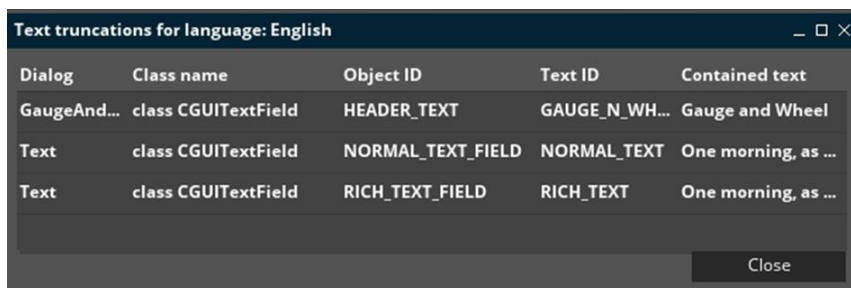 Text truncations for language: English
Dialog Class name Object ID Text ID Contained text
GaugeAnd... class CGUITextField HEADER_TEXT GAUGE_N_WH... Gauge and Wheel
Text class CGUITextField NORMAL_TEXT_FIELD NORMAL_TEXT One morning, as ...
Text class CGUITextField RICH_TEXT_FIELD RICH_TEXT One morning, as ...
Close